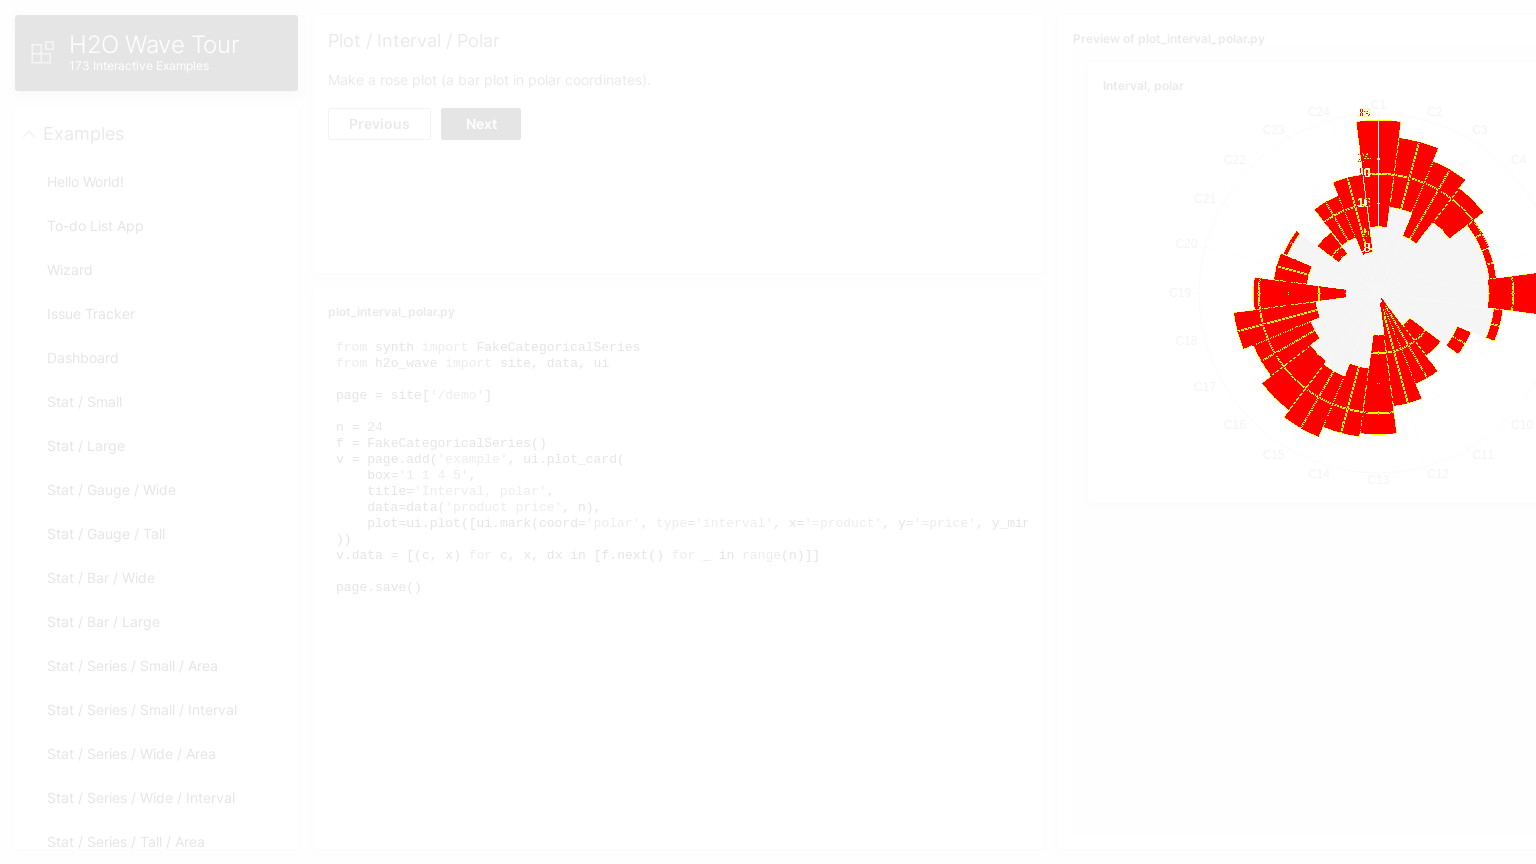 H2O Wave Tour
173 Interactive Examples
Examples
Hello World!
To-do List App
Wizard
Issue Tracker
Dashboard
Stat / Small
Stat / Large
Stat / Gauge / Wide
Stat / Gauge / Tall
Stat / Bar / Wide
Stat / Bar / Large
Stat / Series / Small / Area
Stat / Series / Small / Interval
Stat / Series / Wide / Area
Stat / Series / Wide / Interval
Stat / Series / Tall / Area
Plot / Interval / Polar
Make a rose plot (a bar plot in polar coordinates).
Previous
Next
plot_interval_polar.py
from synth import FakeCategoricalSeries
from h2o_wave import site, data, ui
page = site['/demo']
n = 24
f = FakeCategoricalSeries()
v = page.add('example', ui.plot_card(
box='1 1 4 5',
title='Interval, polar',
data=data('product price', n),
plot=ui.plot([ui.mark(coord='polar', type='interval', x='=product', y='=price', y_mir
))
v.data = [(c, x) for c, x, dx in [f.next() for _ in range(n)]]
page.save()
Preview of plot_interval_polar.py
Interval, polar
C1
C2
C3
C4
C10
C11
C12
C13
C14
C15
C16
C17
C18
C19
C20
C21
C22
C23
C24